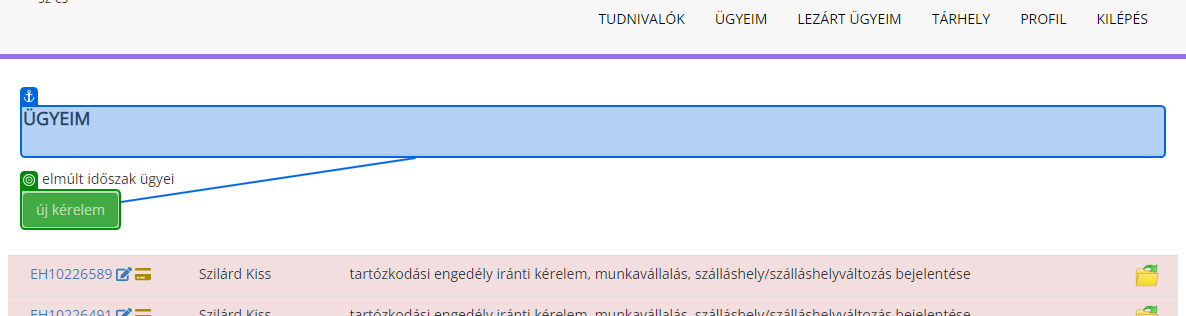 TUDNIVALÓK ÜGYEIM LEZÁRT ÜGYEIM TÁRHELY PROFIL KILÉPÉS
ÜGYEIM
elmúlt időszak ügyei
új kérelem
EH10226589 Szilárd Kiss tartózkodási engedély iránti kérelem, munkavállalás, szálláshely/szálláshelyváltozás bejelentése
EH10226491 Szilárd Kiss tartózkodási engedély iránti kérelem, munkavállalás, szálláshely/szálláshelyváltozás bejelentése